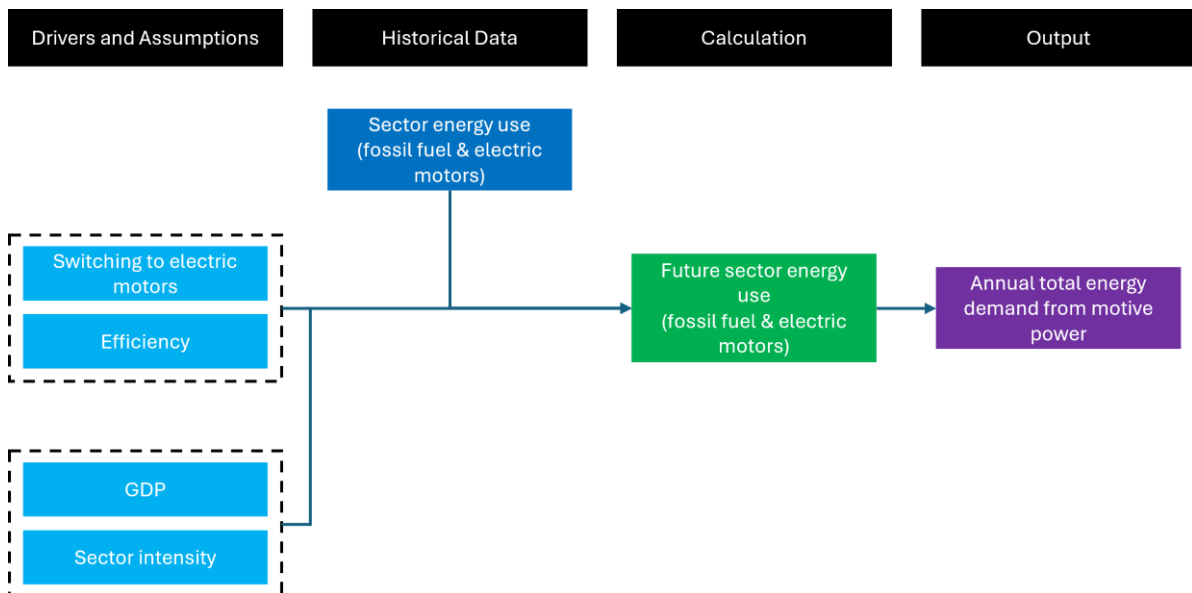 Drivers and Assumptions
Historical Data
Calculation
Output
Sector energy use
(fossil fuel & electric
motors)
Switching to electric
motors
Efficiency
Future sector energy
use
(fossil fuel & electric
motors)
Annual total energy
demand from motive
power
GDP
Sector intensity